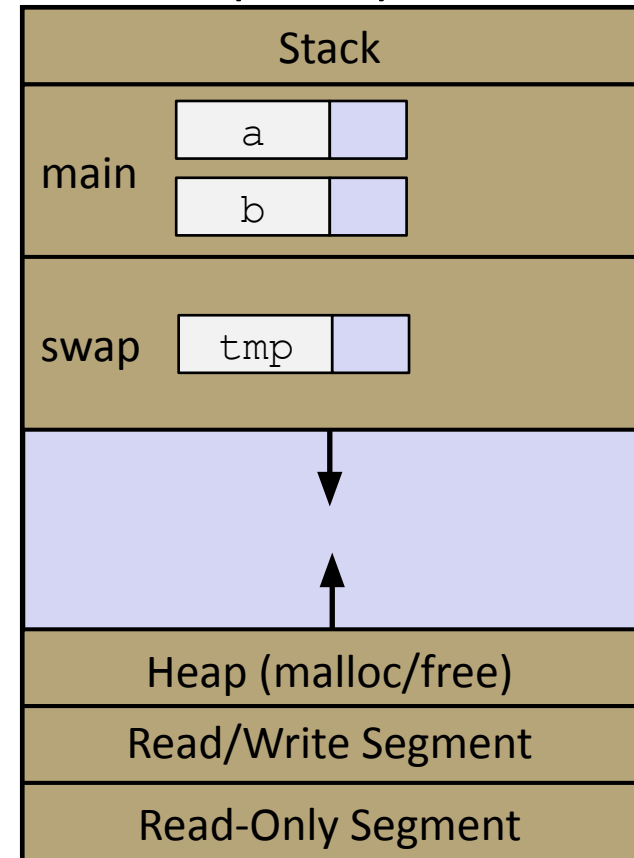 Stack
main
a
b
swap
tmp
Heap (malloc/free)
Read/Write Segment
Read-Only Segment